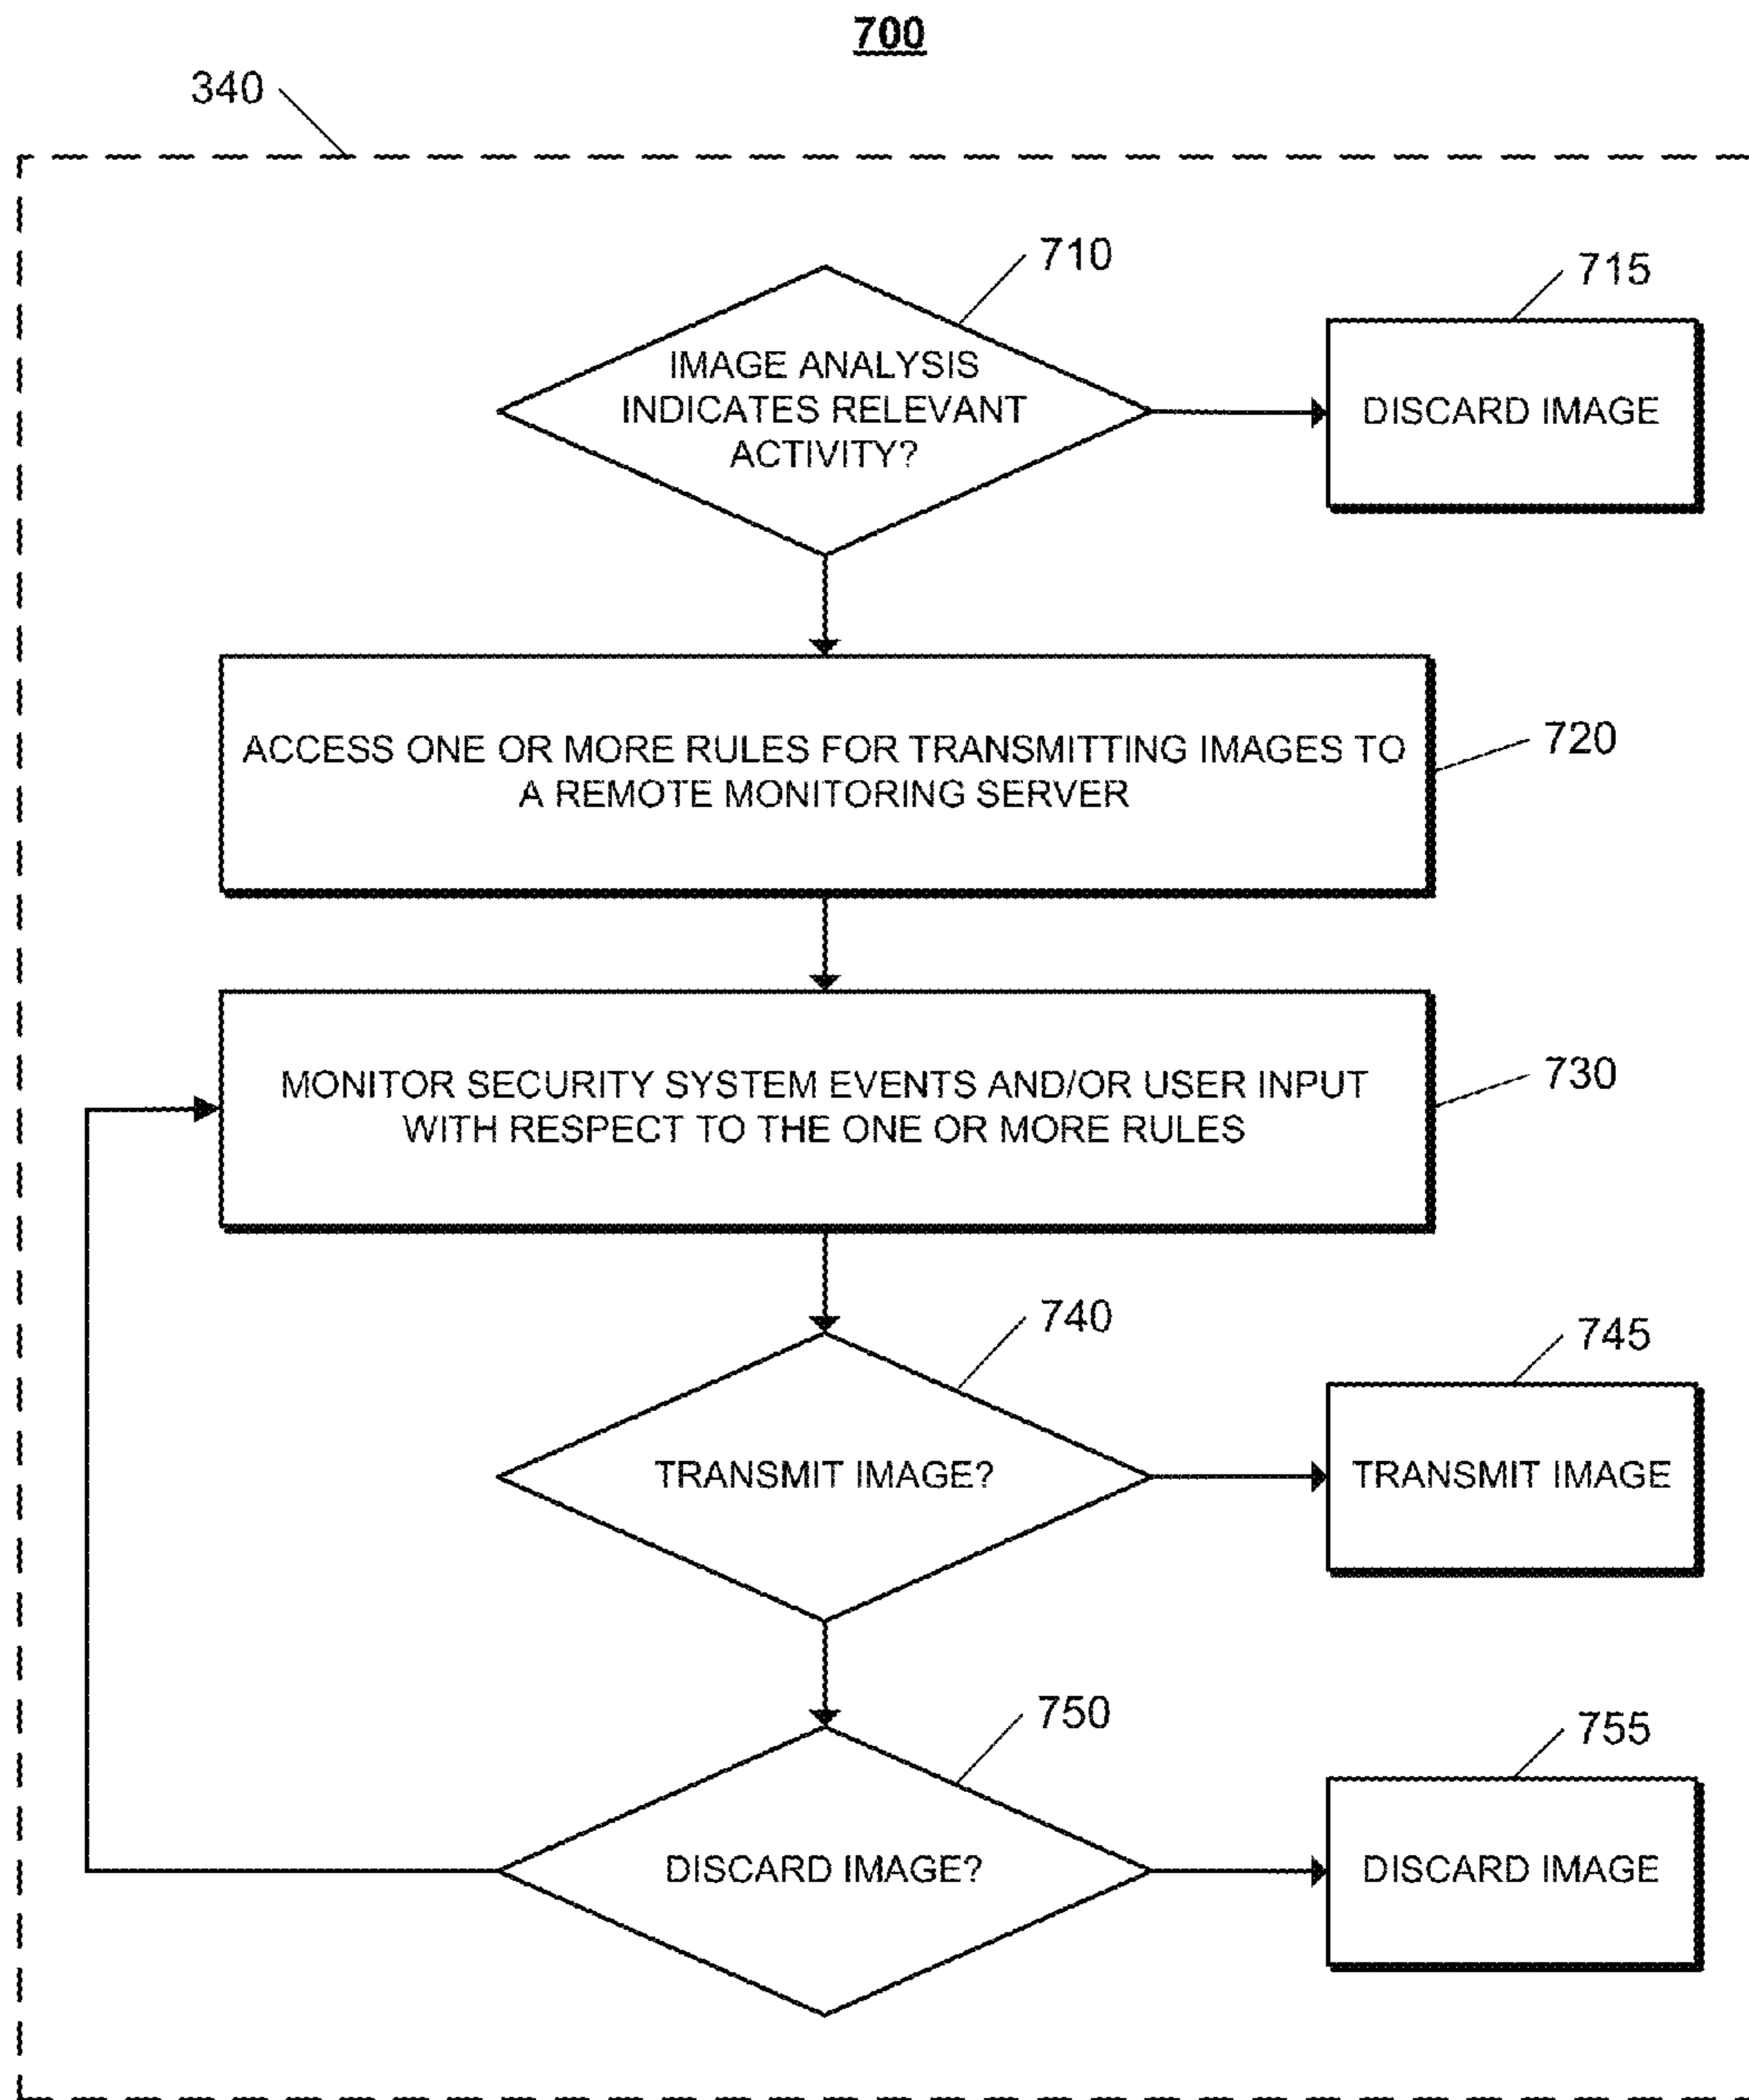 700
340
710
715
IMAGE ANALYSIS
INDICATES RELEVANT
ACTIVITY?
DISCARD IMAGE
ACCESS ONE OR MORE RULES FOR TRANSMITTING IMAGES TO
A REMOTE MONITORING SERVER
720
MONITOR SECURITY SYSTEM EVENTS AND/OR USER INPUT
WITH RESPECT TO THE ONE OR MORE RULES
730
740
745
TRANSMIT IMAGE?
TRANSMIT IMAGE
750
755
DISCARD IMAGE?
DISCARD IMAGE